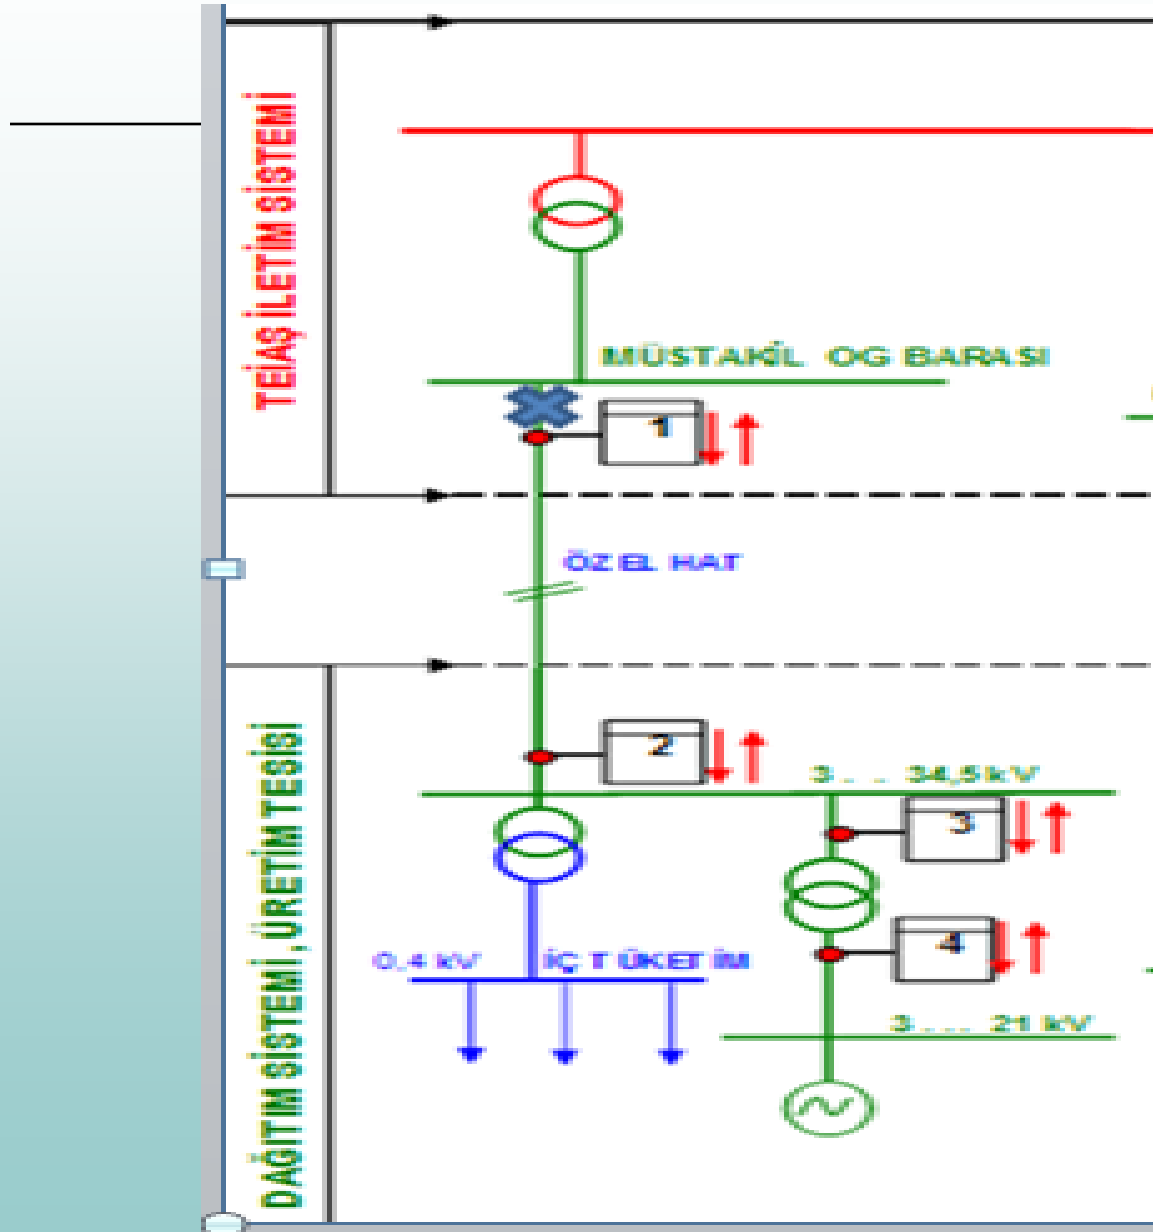 TEİAŞ İLETİM SİSTEMİ
MÜSTAKİL OG BARASI
1
ÖZEL HAT
DAĞITIM SİSTEMİ ,ÜRETİM TESİSİ
2
3 . . . 34,5 kV
3
4
0,4 kV İÇ TÜKETİM
3 . . . . 21 kV